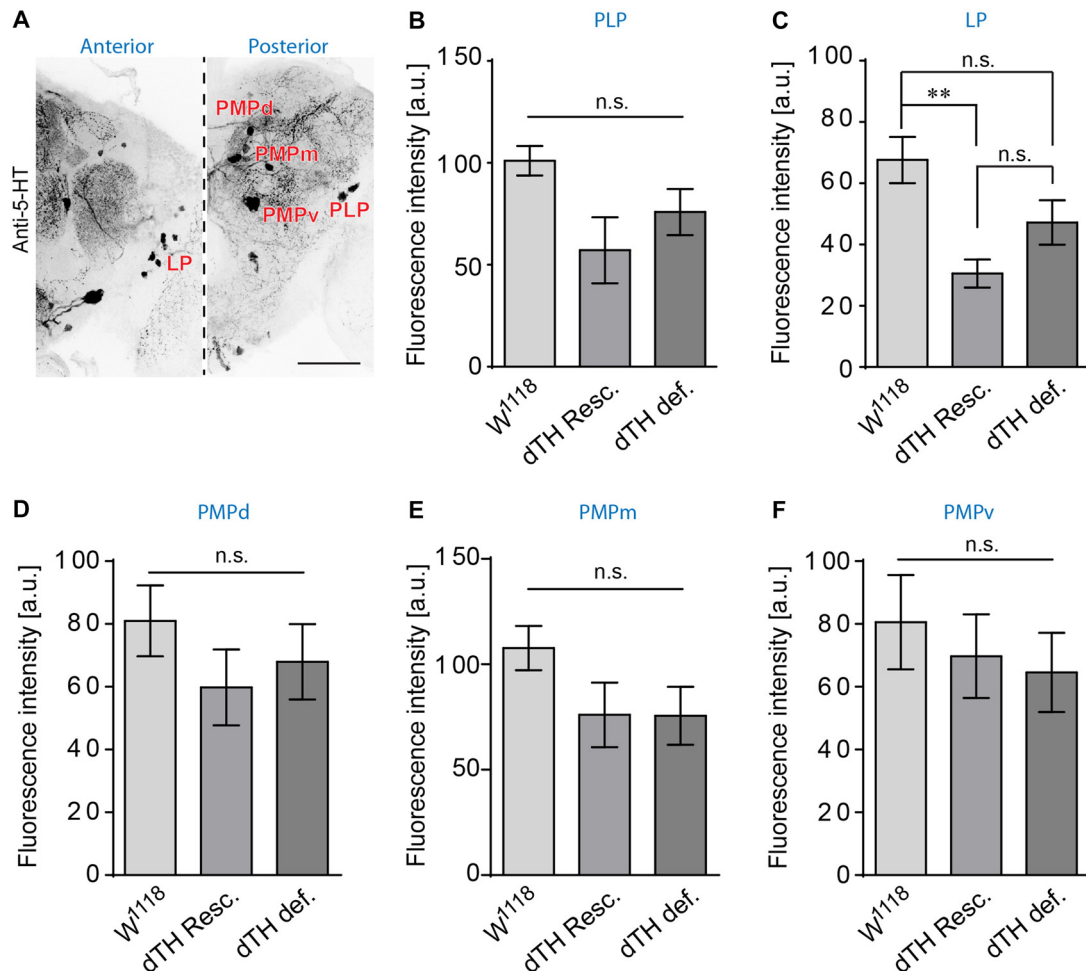 A
Anterior
Posterior
Anti-5-HT
PMPd
PMPm
PMPv
PLP
LP
B
PLP
Fluorescence intensity [a.u.]
150
100
50
0
n.s.
W¹¹¹⁸
dTH Resc.
dTH def.
C
LP
Fluorescence intensity [a.u.]
100
80
60
40
20
0
n.s.
**
n.s.
W¹¹¹⁸
dTH Resc.
dTH def.
D
PMPd
Fluorescence intensity [a.u.]
100
80
60
40
20
0
n.s.
W¹¹¹⁸
dTH Resc.
dTH def.
E
PMPm
Fluorescence intensity [a.u.]
150
100
50
0
n.s.
W¹¹¹⁸
dTH Resc.
dTH def.
F
PMPv
Fluorescence intensity [a.u.]
100
80
60
40
20
0
n.s.
W¹¹¹⁸
dTH Resc.
dTH def.